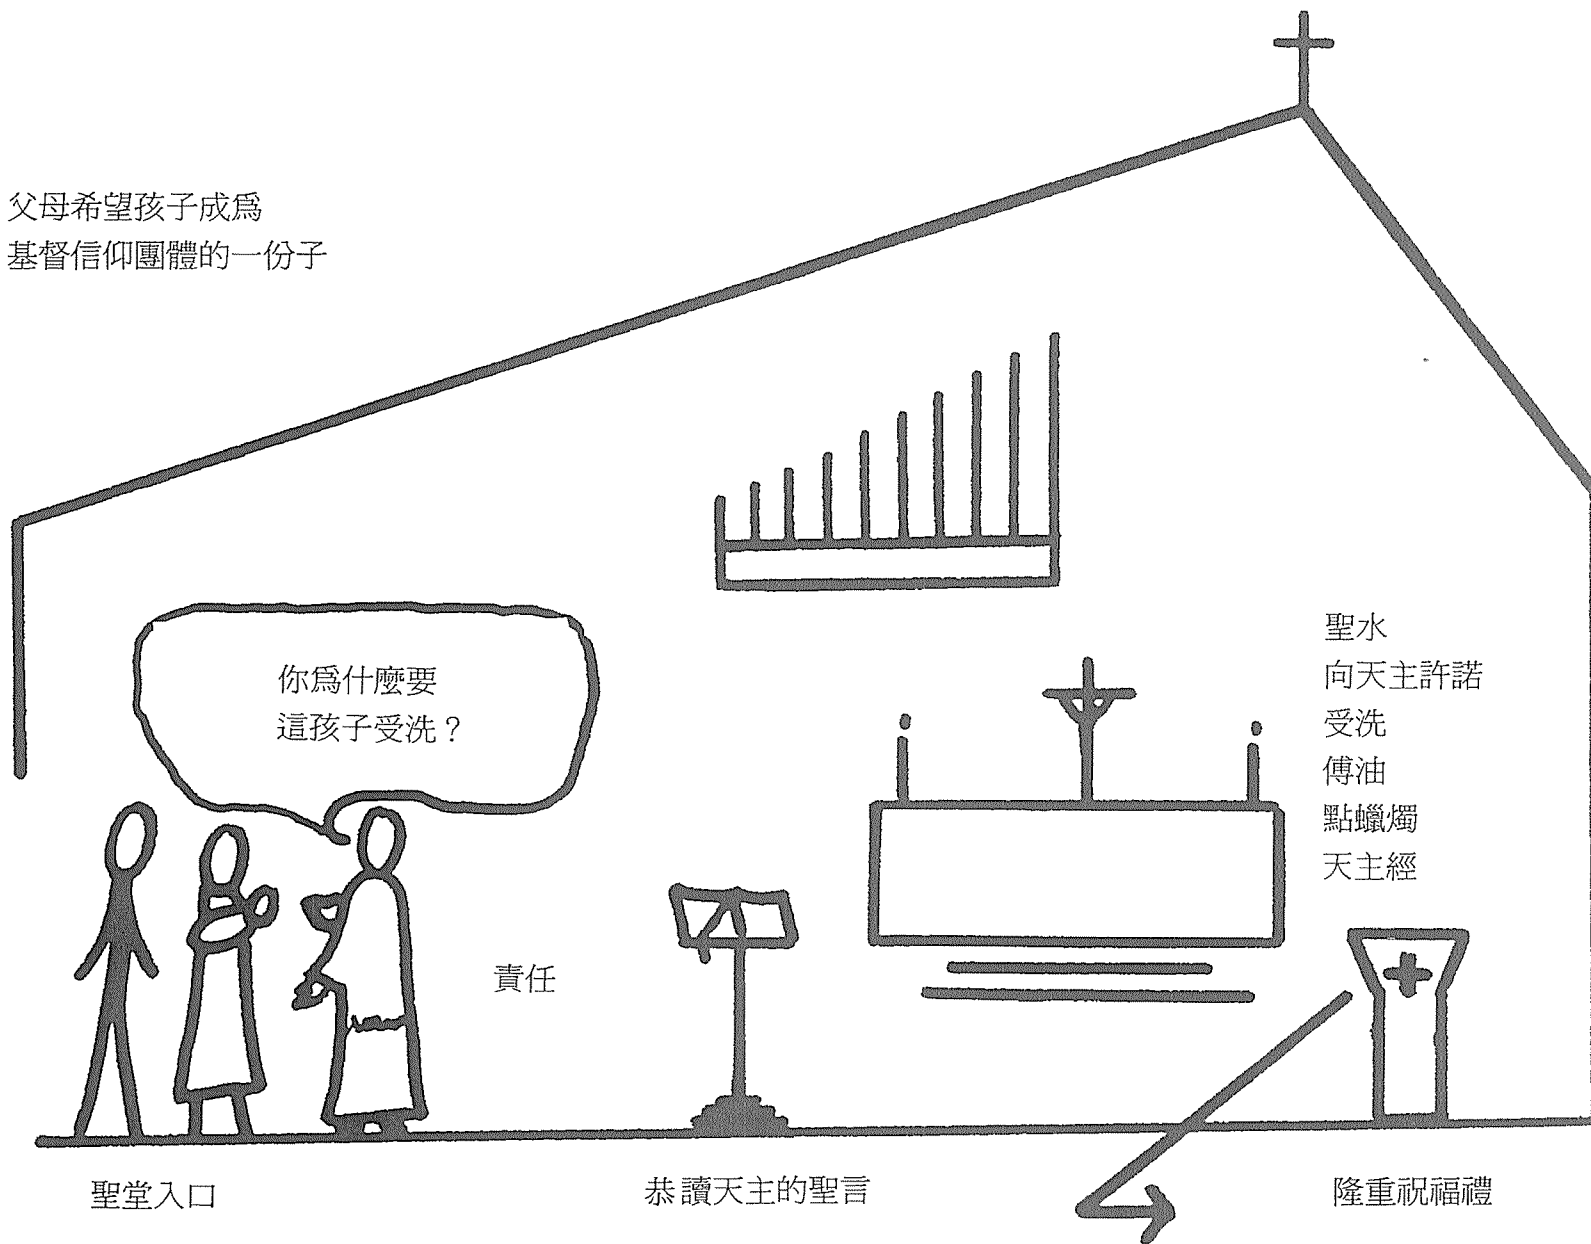 父母希望孩子成爲
基督信仰團體的一份子
你爲什麼要
這孩子受洗？
聖水
向天主許諾
受洗
傅油
點蠟燭
天主經
責任
聖堂入口
恭讀天主的聖言
隆重祝福禮